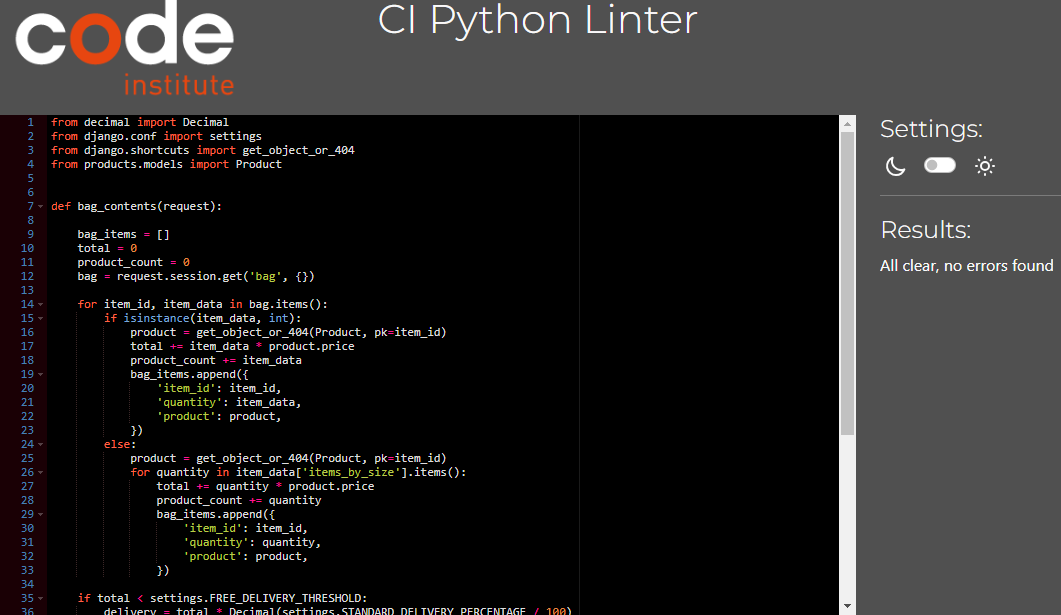 code
institute
CI Python Linter
1 from decimal import Decimal
2 from django.conf import settings
3 from django.shortcuts import get_object_or_404
4 from products.models import Product
5
6
7 def bag_contents(request):
8
9     bag_items = []
10     total = 0
11     product_count = 0
12     bag = request.session.get('bag', {})
13
14     for item_id, item_data in bag.items():
15         if isinstance(item_data, int):
16             product = get_object_or_404(Product, pk=item_id)
17             total += item_data * product.price
18             product_count += item_data
19             bag_items.append({
20                 'item_id': item_id,
21                 'quantity': item_data,
22                 'product': product,
23             })
24         else:
25             product = get_object_or_404(Product, pk=item_id)
26             for quantity in item_data['items_by_size'].items():
27                 total += quantity * product.price
28                 product_count += quantity
29                 bag_items.append({
30                     'item_id': item_id,
31                     'quantity': quantity,
32                     'product': product,
33                 })
34
35     if total < settings.FREE_DELIVERY_THRESHOLD:
36         delivery = total * Decimal(settings.STANDARD_DELIVERY_PERCENTAGE / 100)
Settings:
Results:
All clear, no errors found